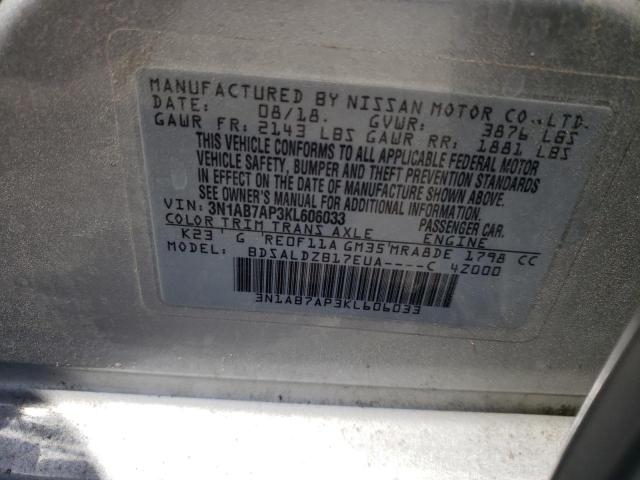 MANUFACTURED BY NISSAN MOTOR CO.,LTD.
DATE: 08/18. GVWR: 3876 LBS
GAWR FR: 2143 LBS GAWR RR: 1881 LBS
THIS VEHICLE CONFORMS TO ALL APPLICABLE FEDERAL MOTOR
VEHICLE SAFETY, BUMPER AND THEFT PREVENTION STANDARDS
IN EFFECT ON THE DATE OF MANUFACTURE SHOWN ABOVE.
SEE OWNER'S MANUAL FOR ADDITIONAL INFORMATION.
VIN: 3N1AB7AP3KL606033 PASSENGER CAR.
COLOR TRIM TRANS AXLE ENGINE
K23 ' G RE0F11A GM35'MRA8DE 1798 CC
MODEL: BDSALDZB17EUA----C 42000
3N1AB7AP3KL606033